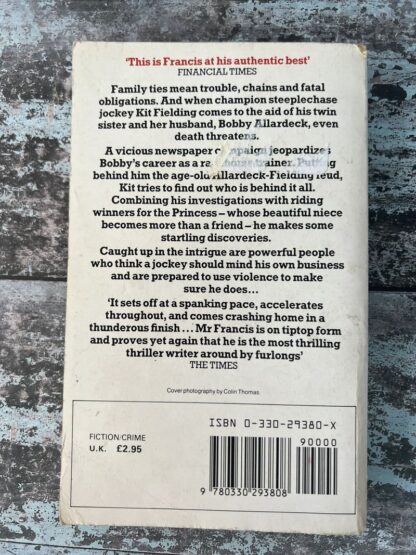 'This is Francis at his authentic best'
FINANCIAL TIMES
Family ties mean trouble, chains and fatal
obligations. And when champion steeplechase
jockey Kit Fielding comes to the aid of his twin
sister and her husband, Bobby Allardeck, even
death threatens.
A vicious newspaper campaign jeopardizes
Bobby's career as a racehorse trainer. Putting
behind him the age-old Allardeck-Fielding feud,
Kit tries to find out who is behind it all.
Combining his investigations with riding
winners for the Princess – whose beautiful niece
becomes more than a friend – he makes some
startling discoveries.
Caught up in the intrigue are powerful people
who think a jockey should mind his own business
and are prepared to use violence to make
sure he does...
'It sets off at a spanking pace, accelerates
throughout, and comes crashing home in a
thunderous finish ... Mr Francis is on tiptop form
and proves yet again that he is the most thrilling
thriller writer around by furlongs'
THE TIMES
Cover photography by Colin Thomas
ISBN 0-330-29380-X
90000
FICTION/CRIME
U.K. £2.95
9 780330 293808